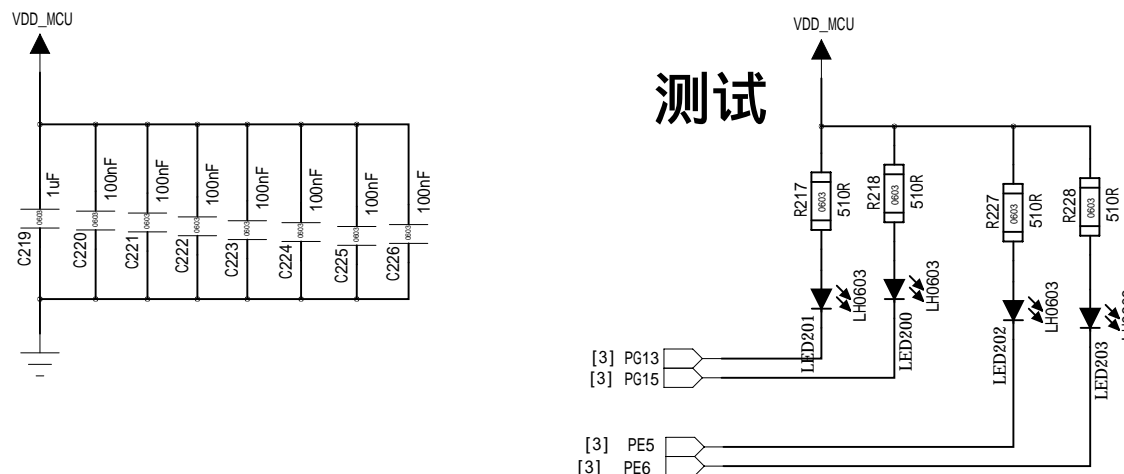 VDD_MCU
1uF
0603
C219
100nF
0603
C220
100nF
0603
C221
100nF
0603
C222
100nF
0603
C223
100nF
0603
C224
100nF
0603
C225
100nF
0603
C226
VDD_MCU
测试
R217
0603
510R
R218
0603
510R
R227
0603
510R
R228
0603
510R
LED201
LH0603
LED200
LH0603
LED202
LH0603
LED203
[3] PG13
[3] PG15
[3] PE5
[3] PE6